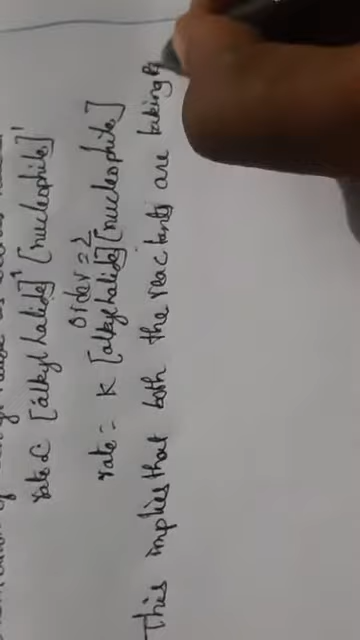 rate ∝ [alkyl halide]¹ [nucleophile]¹
order = 2
rate = K [alkyl halide][nucleophile]
This implies that both the reactants are taking